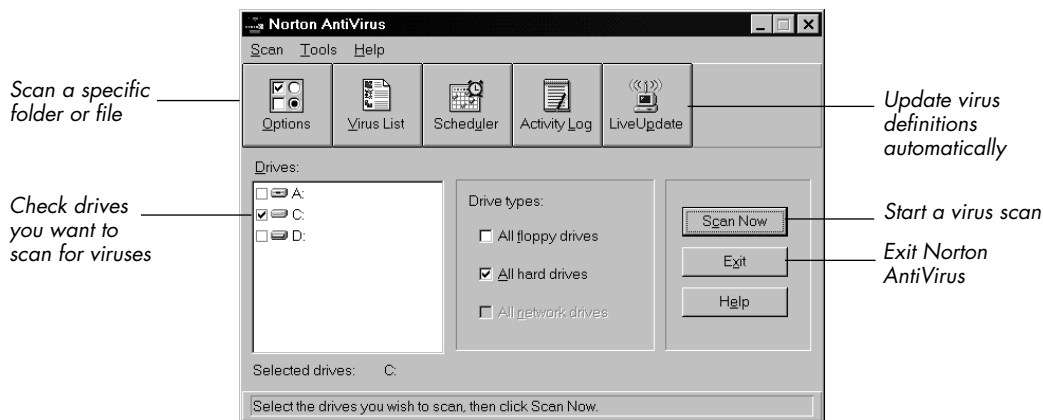 Norton AntiVirus
Scan Tools Help
Scan a specific
folder or file
Options
Virus List
Scheduler
Activity Log
LiveUpdate
Update virus
definitions
automatically
Drives:
A:
C:
D:
Check drives
you want to
scan for viruses
Drive types:
All floppy drives
All hard drives
All network drives
Scan Now
Exit
Help
Start a virus scan
Exit Norton
AntiVirus
Selected drives: C:
Select the drives you wish to scan, then click Scan Now.